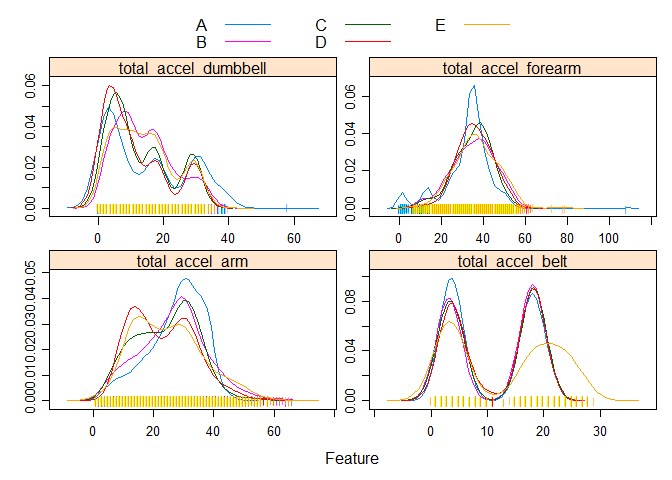 A C E
B D
total_accel_dumbbell total_accel_forearm
0.00 0.02 0.04 0.06
0.00 0.02 0.04 0.06
0 20 40 60
0 20 40 60 80 100
total_accel_arm total_accel_belt
0.000 0.010 0.020 0.030 0.040 0.05
0.00 0.04 0.08
0 20 40
0 10 20 30
Feature